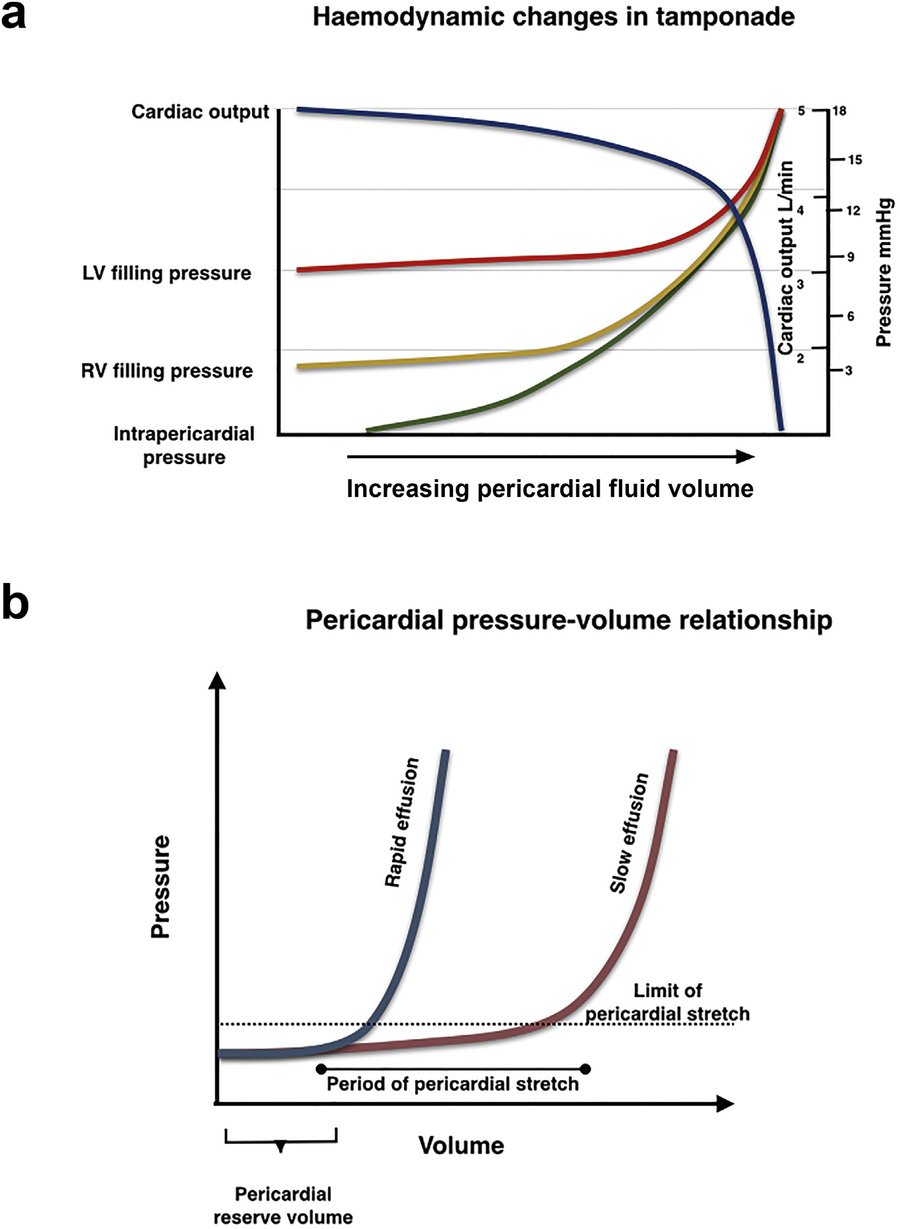 a
Haemodynamic changes in tamponade
Cardiac output
LV filling pressure
RV filling pressure
Intrapericardial
pressure
5
4
3
2
Cardiac output L/min
18
15
12
9
6
3
Pressure mmHg
Increasing pericardial fluid volume
b
Pericardial pressure-volume relationship
Pressure
Rapid effusion
Slow effusion
Limit of
pericardial stretch
Period of pericardial stretch
Volume
Pericardial
reserve volume